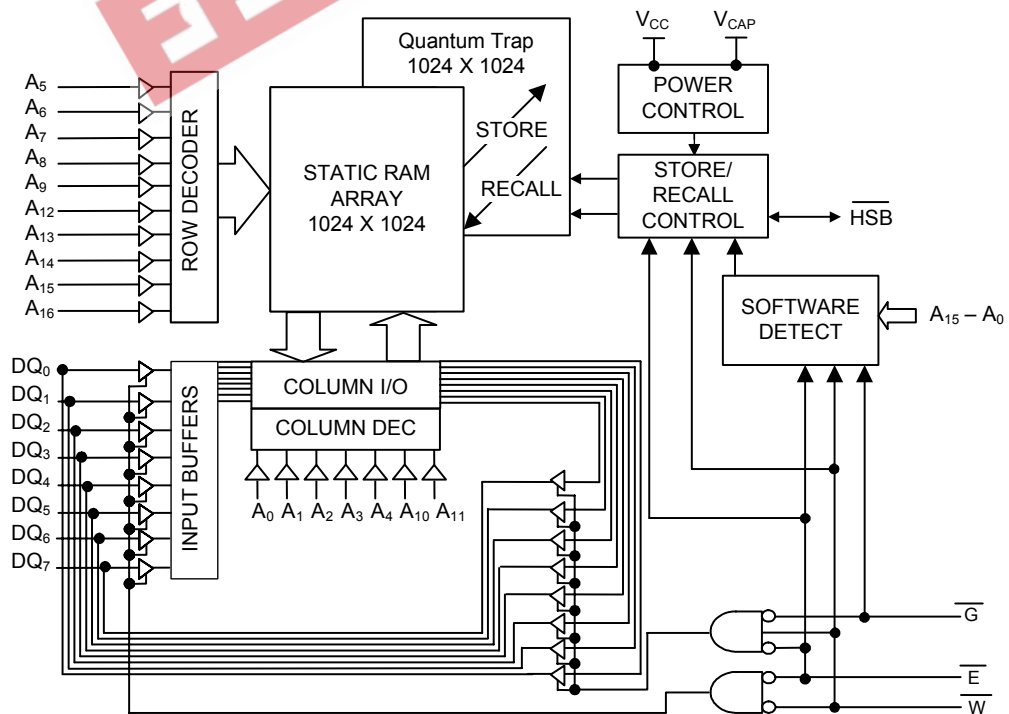 V_CC
V_CAP
Quantum Trap
1024 X 1024
POWER
CONTROL
A₅
A₆
A₇
A₈
A₉
A₁₂
A₁₃
A₁₄
A₁₅
A₁₆
ROW DECODER
STATIC RAM
ARRAY
1024 X 1024
STORE
RECALL
STORE/
RECALL
CONTROL
H̅S̅B̅
SOFTWARE
DETECT
A₁₅ – A₀
DQ₀
DQ₁
DQ₂
DQ₃
DQ₄
DQ₅
DQ₆
DQ₇
INPUT BUFFERS
COLUMN I/O
COLUMN DEC
A₀ A₁ A₂ A₃ A₄ A₁₀ A₁₁
G̅
E̅
W̅